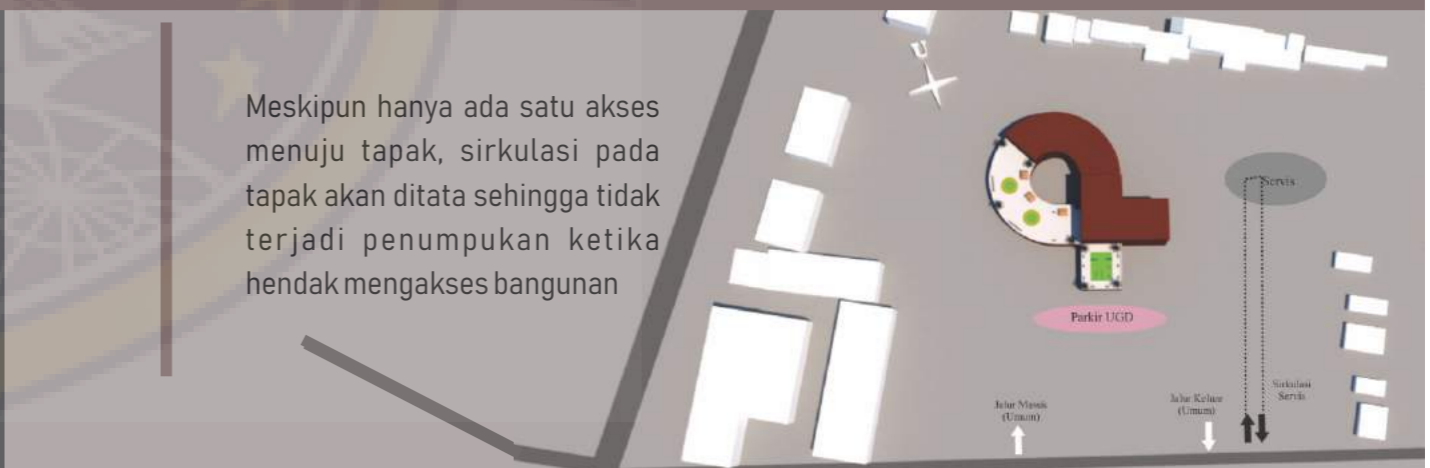 Meskipun hanya ada satu akses
menuju tapak, sirkulasi pada
tapak akan ditata sehingga tidak
terjadi penumpukan ketika
hendak mengakses bangunan
U
Servis
Parkir UGD
Jalur Masuk
(Umum)
Jalur Keluar
(Umum)
Sirkulasi
Servis